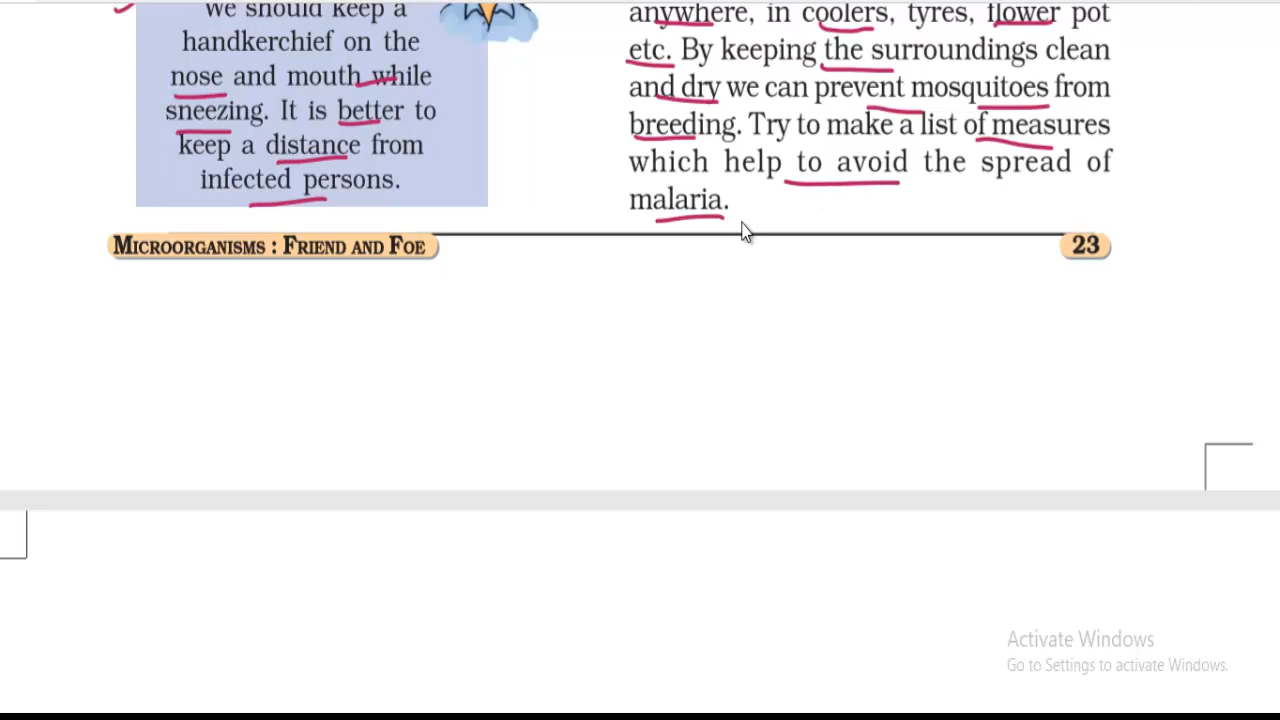 We should keep a
handkerchief on the
nose and mouth while
sneezing. It is better to
keep a distance from
infected persons.
anywhere, in coolers, tyres, flower pot
etc. By keeping the surroundings clean
and dry we can prevent mosquitoes from
breeding. Try to make a list of measures
which help to avoid the spread of
malaria.
MICROORGANISMS : FRIEND AND FOE
23
Activate Windows
Go to Settings to activate Windows.